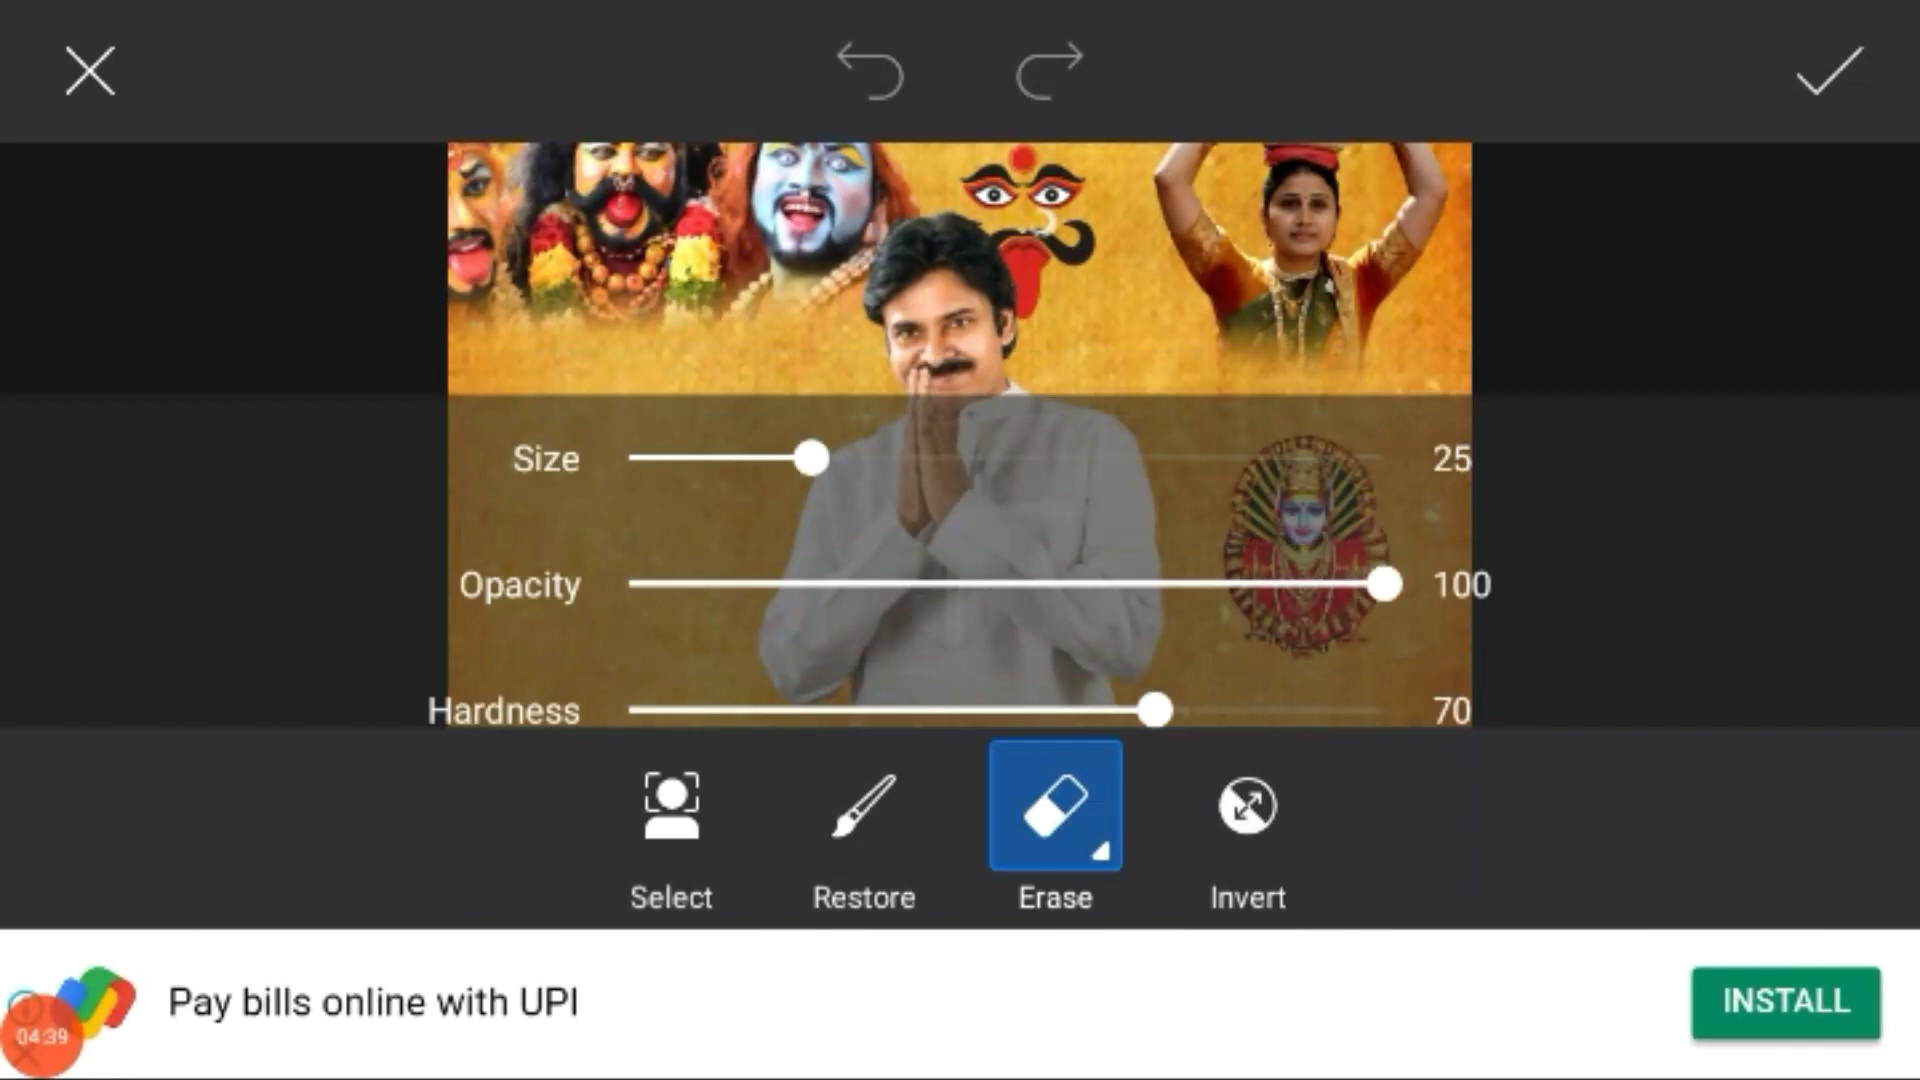 Size 25
Opacity 100
Hardness 70
Select Restore Erase Invert
Pay bills online with UPI
INSTALL
04:39